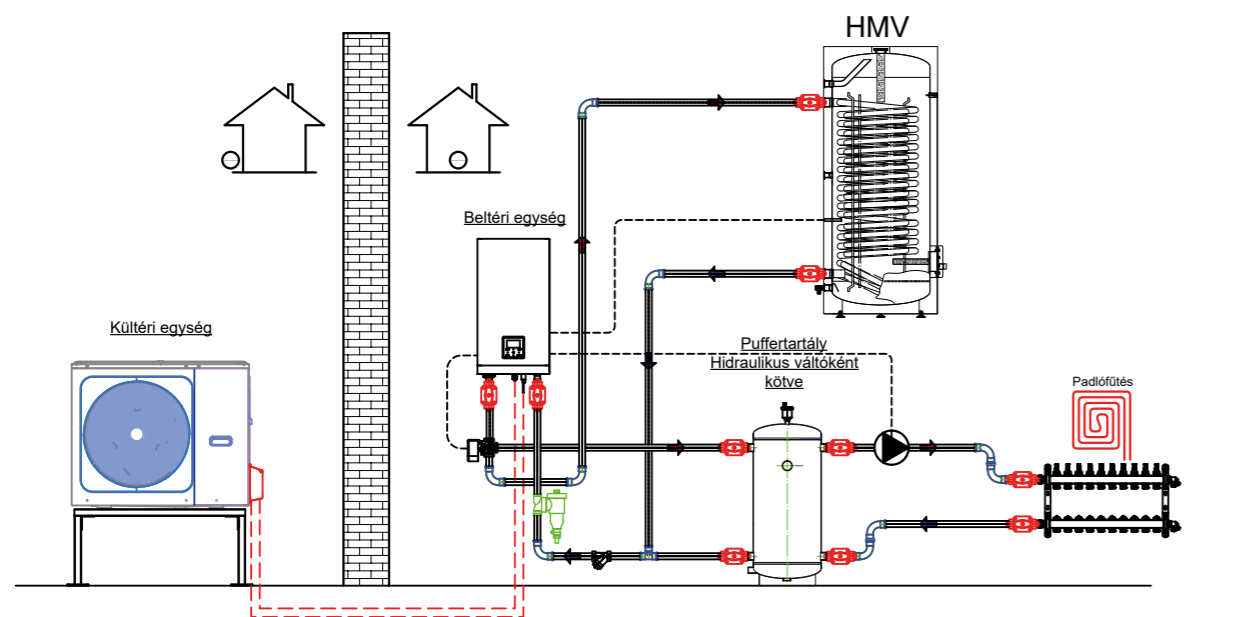 HMV
Beltéri egység
Kültéri egység
Puffertartály
Hidraulikus váltóként
kötve
Padlófűtés